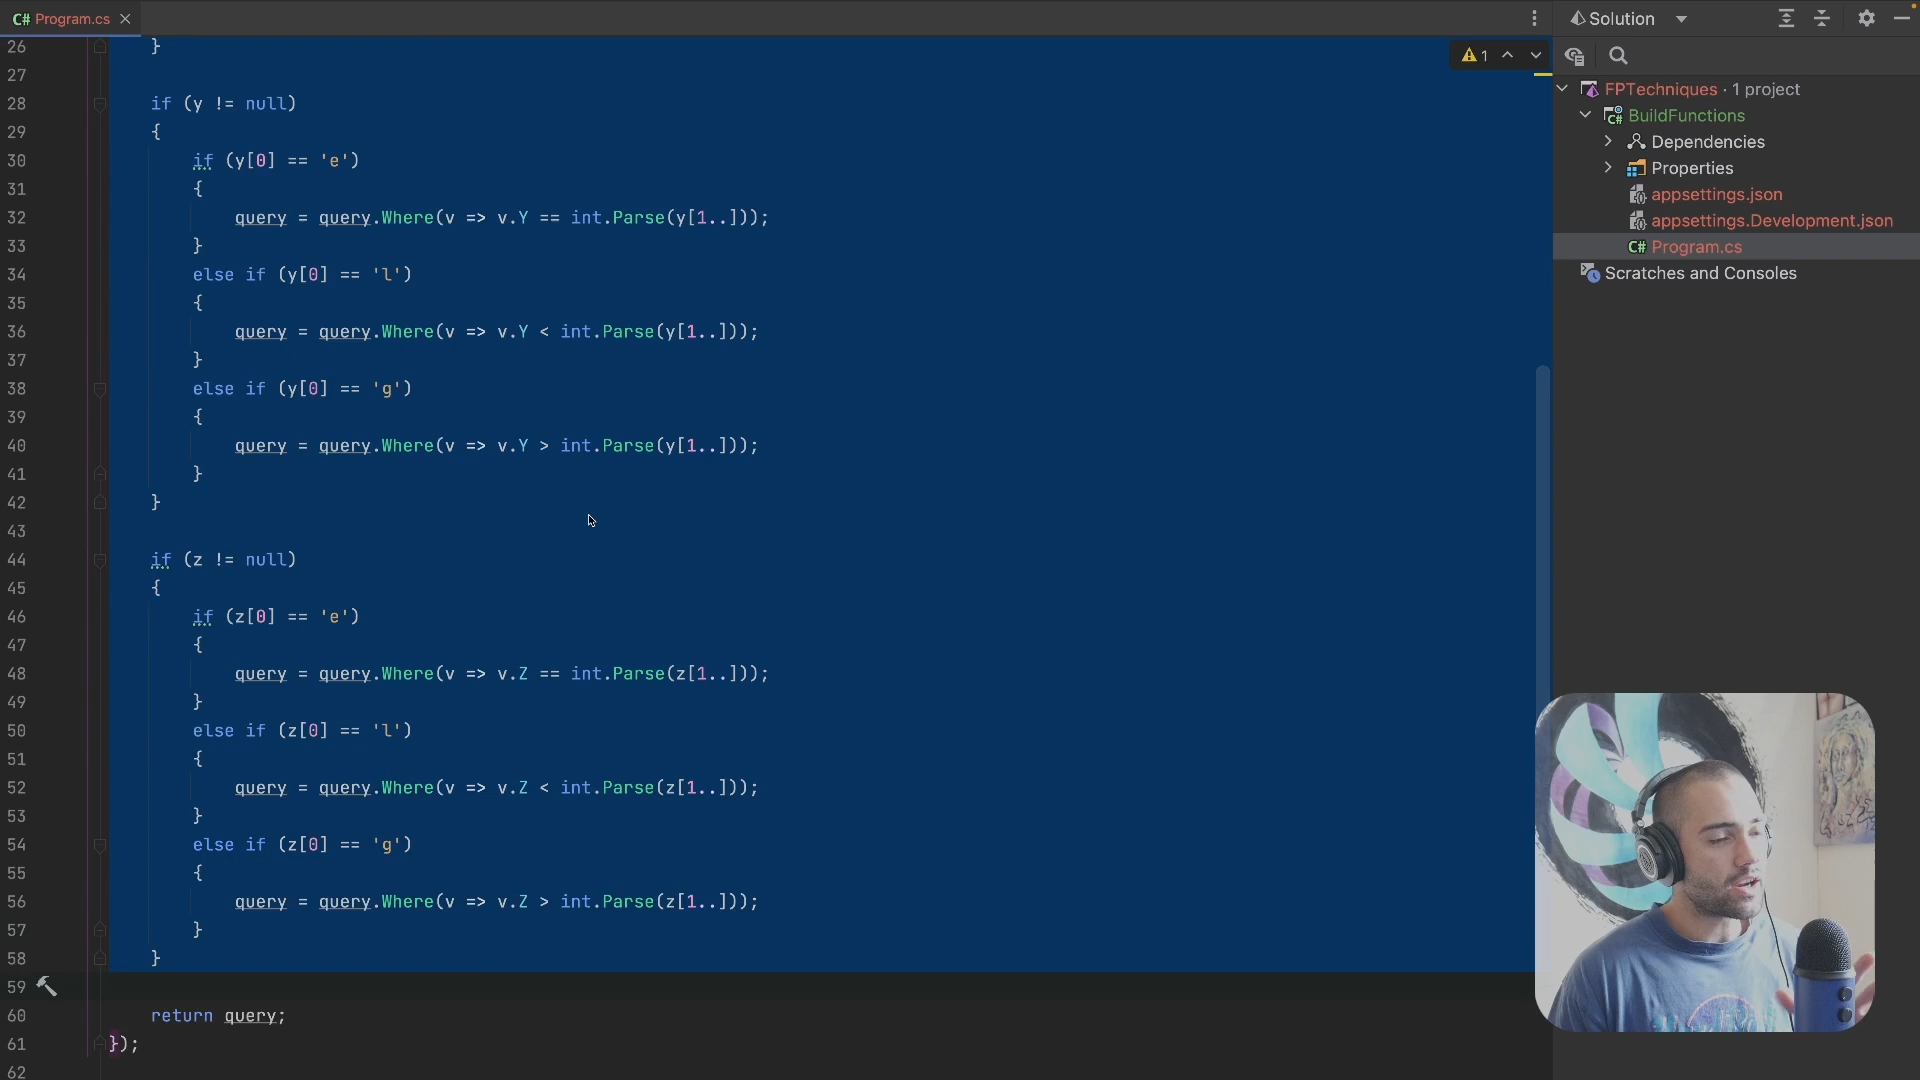 C# Program.cs
Solution
26 }
1
27
28 if (y != null)
FPTechniques · 1 project
29 {
BuildFunctions
30 if (y[0] == 'e')
Dependencies
31 {
Properties
32 query = query.Where(v => v.Y == int.Parse(y[1..]));
appsettings.json
33 }
appsettings.Development.json
34 else if (y[0] == 'l')
C# Program.cs
35 {
Scratches and Consoles
36 query = query.Where(v => v.Y < int.Parse(y[1..]));
37 }
38 else if (y[0] == 'g')
39 {
40 query = query.Where(v => v.Y > int.Parse(y[1..]));
41 }
42 }
43
44 if (z != null)
45 {
46 if (z[0] == 'e')
47 {
48 query = query.Where(v => v.Z == int.Parse(z[1..]));
49 }
50 else if (z[0] == 'l')
51 {
52 query = query.Where(v => v.Z < int.Parse(z[1..]));
53 }
54 else if (z[0] == 'g')
55 {
56 query = query.Where(v => v.Z > int.Parse(z[1..]));
57 }
58 }
59
60 return query;
61 });
62